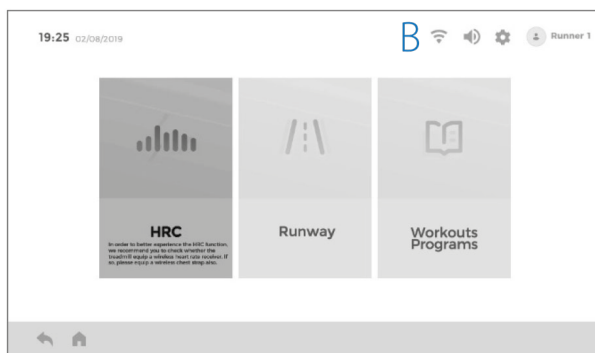 19:25 02/08/2019
B
Runner 1
HRC
In order to better experience the HRC function,
we recommend you to check whether the
treadmill equip a wireless heart rate receiver. If
so, please equip a wireless chest strap also.
Runway
Workouts
Programs